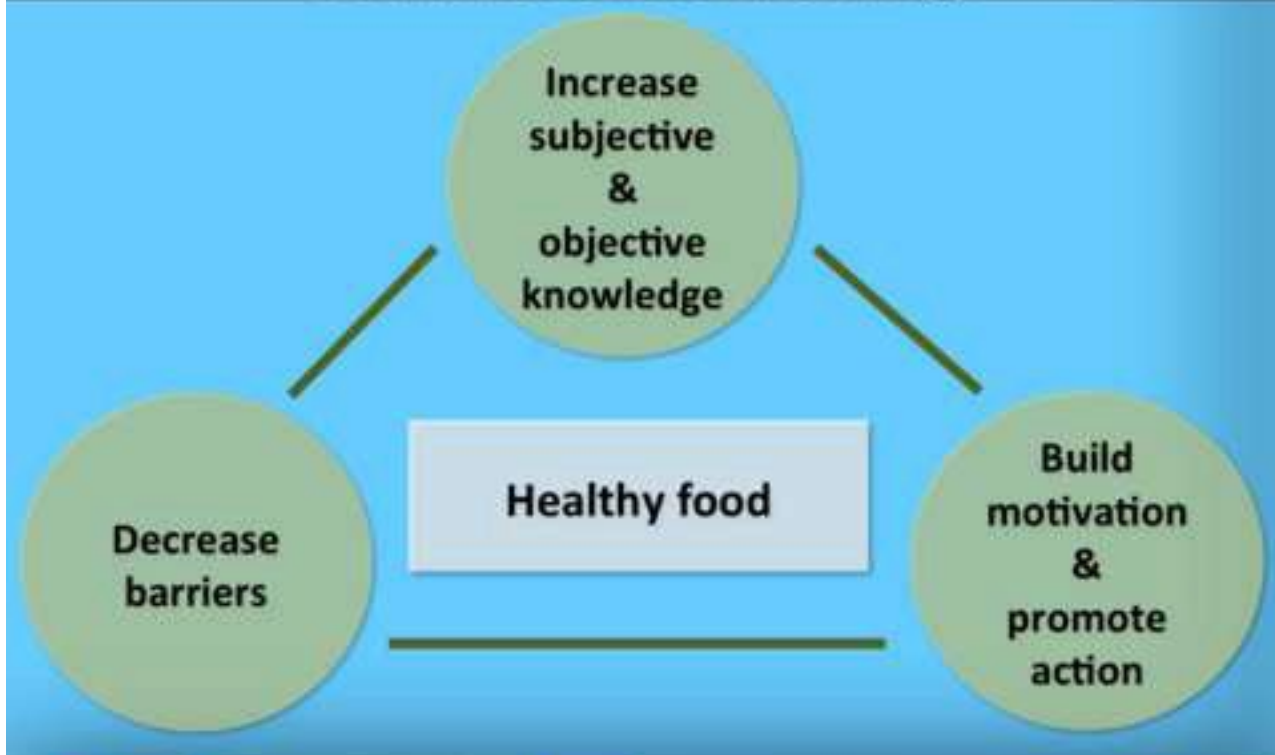 Increase
subjective
&
objective
knowledge
Healthy food
Decrease
barriers
Build
motivation
&
promote
action